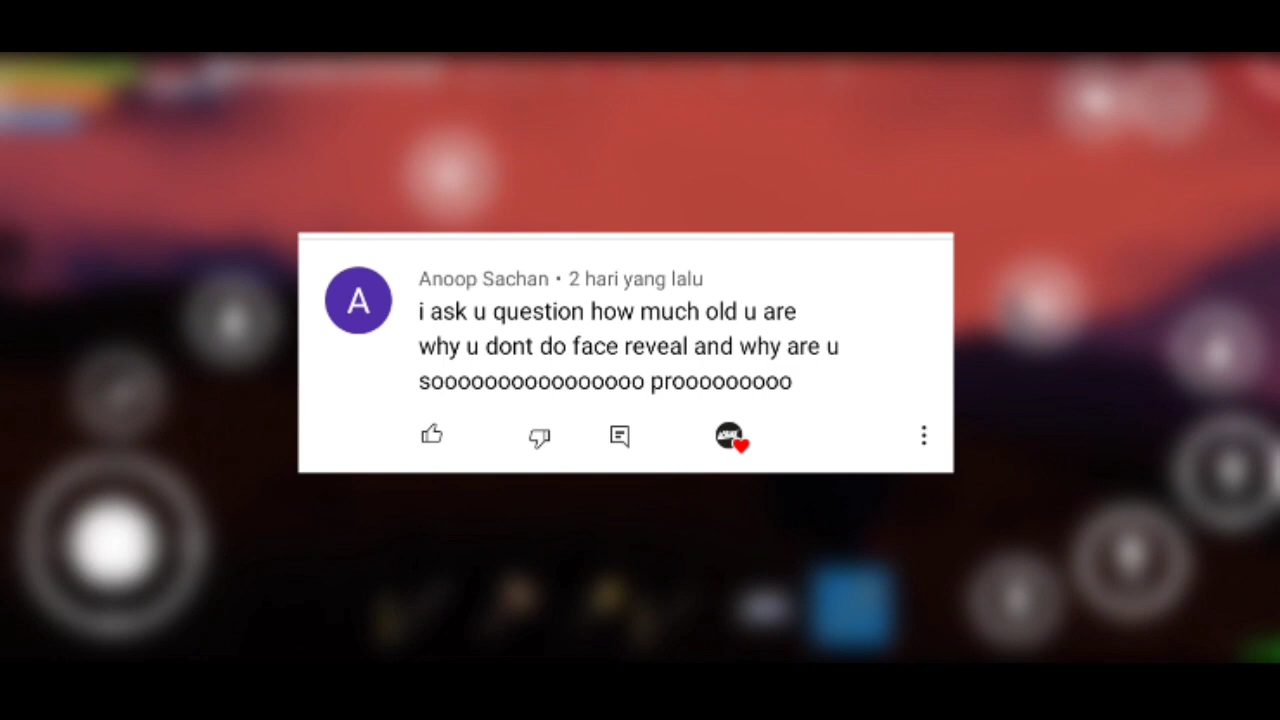 A
Anoop Sachan • 2 hari yang lalu
i ask u question how much old u are
why u dont do face reveal and why are u
soooooooooooooooo prooooooooo